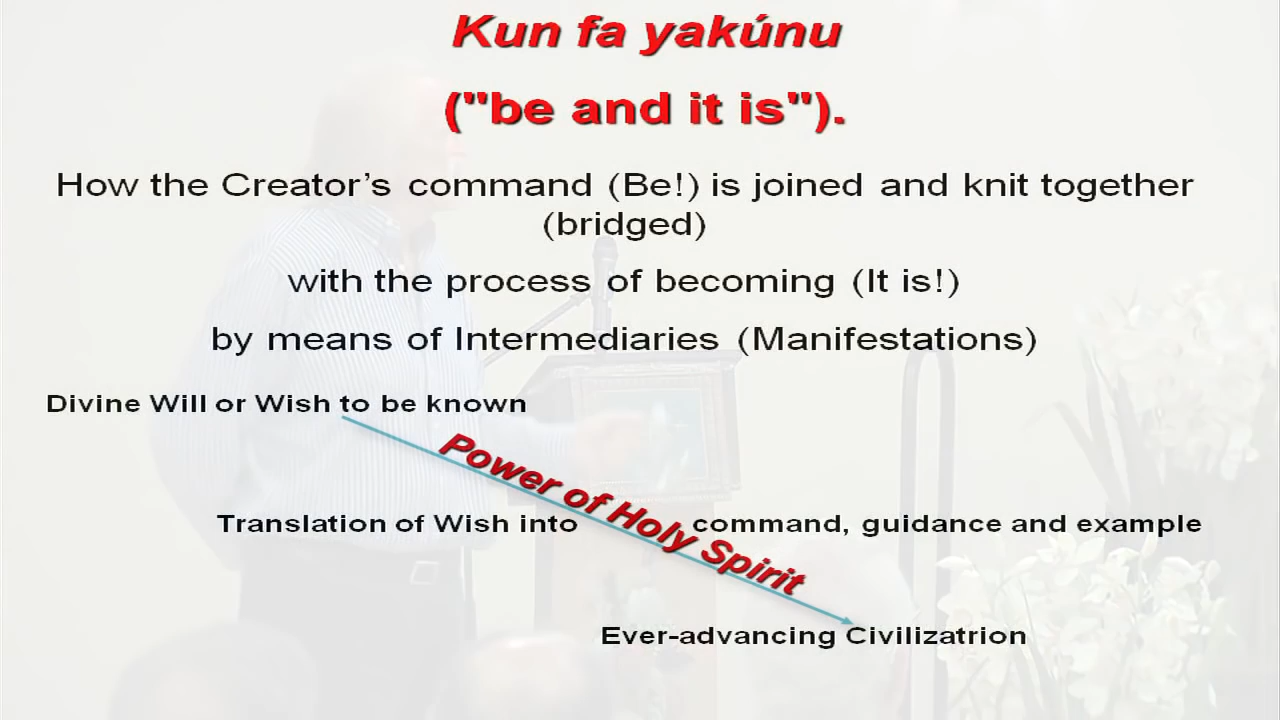 Kun fa yakúnu
("be and it is").
How the Creator’s command (Be!) is joined and knit together
(bridged)
with the process of becoming (It is!)
by means of Intermediaries (Manifestations)
Divine Will or Wish to be known
Power of Holy Spirit
Translation of Wish into command, guidance and example
Ever-advancing Civilizatrion